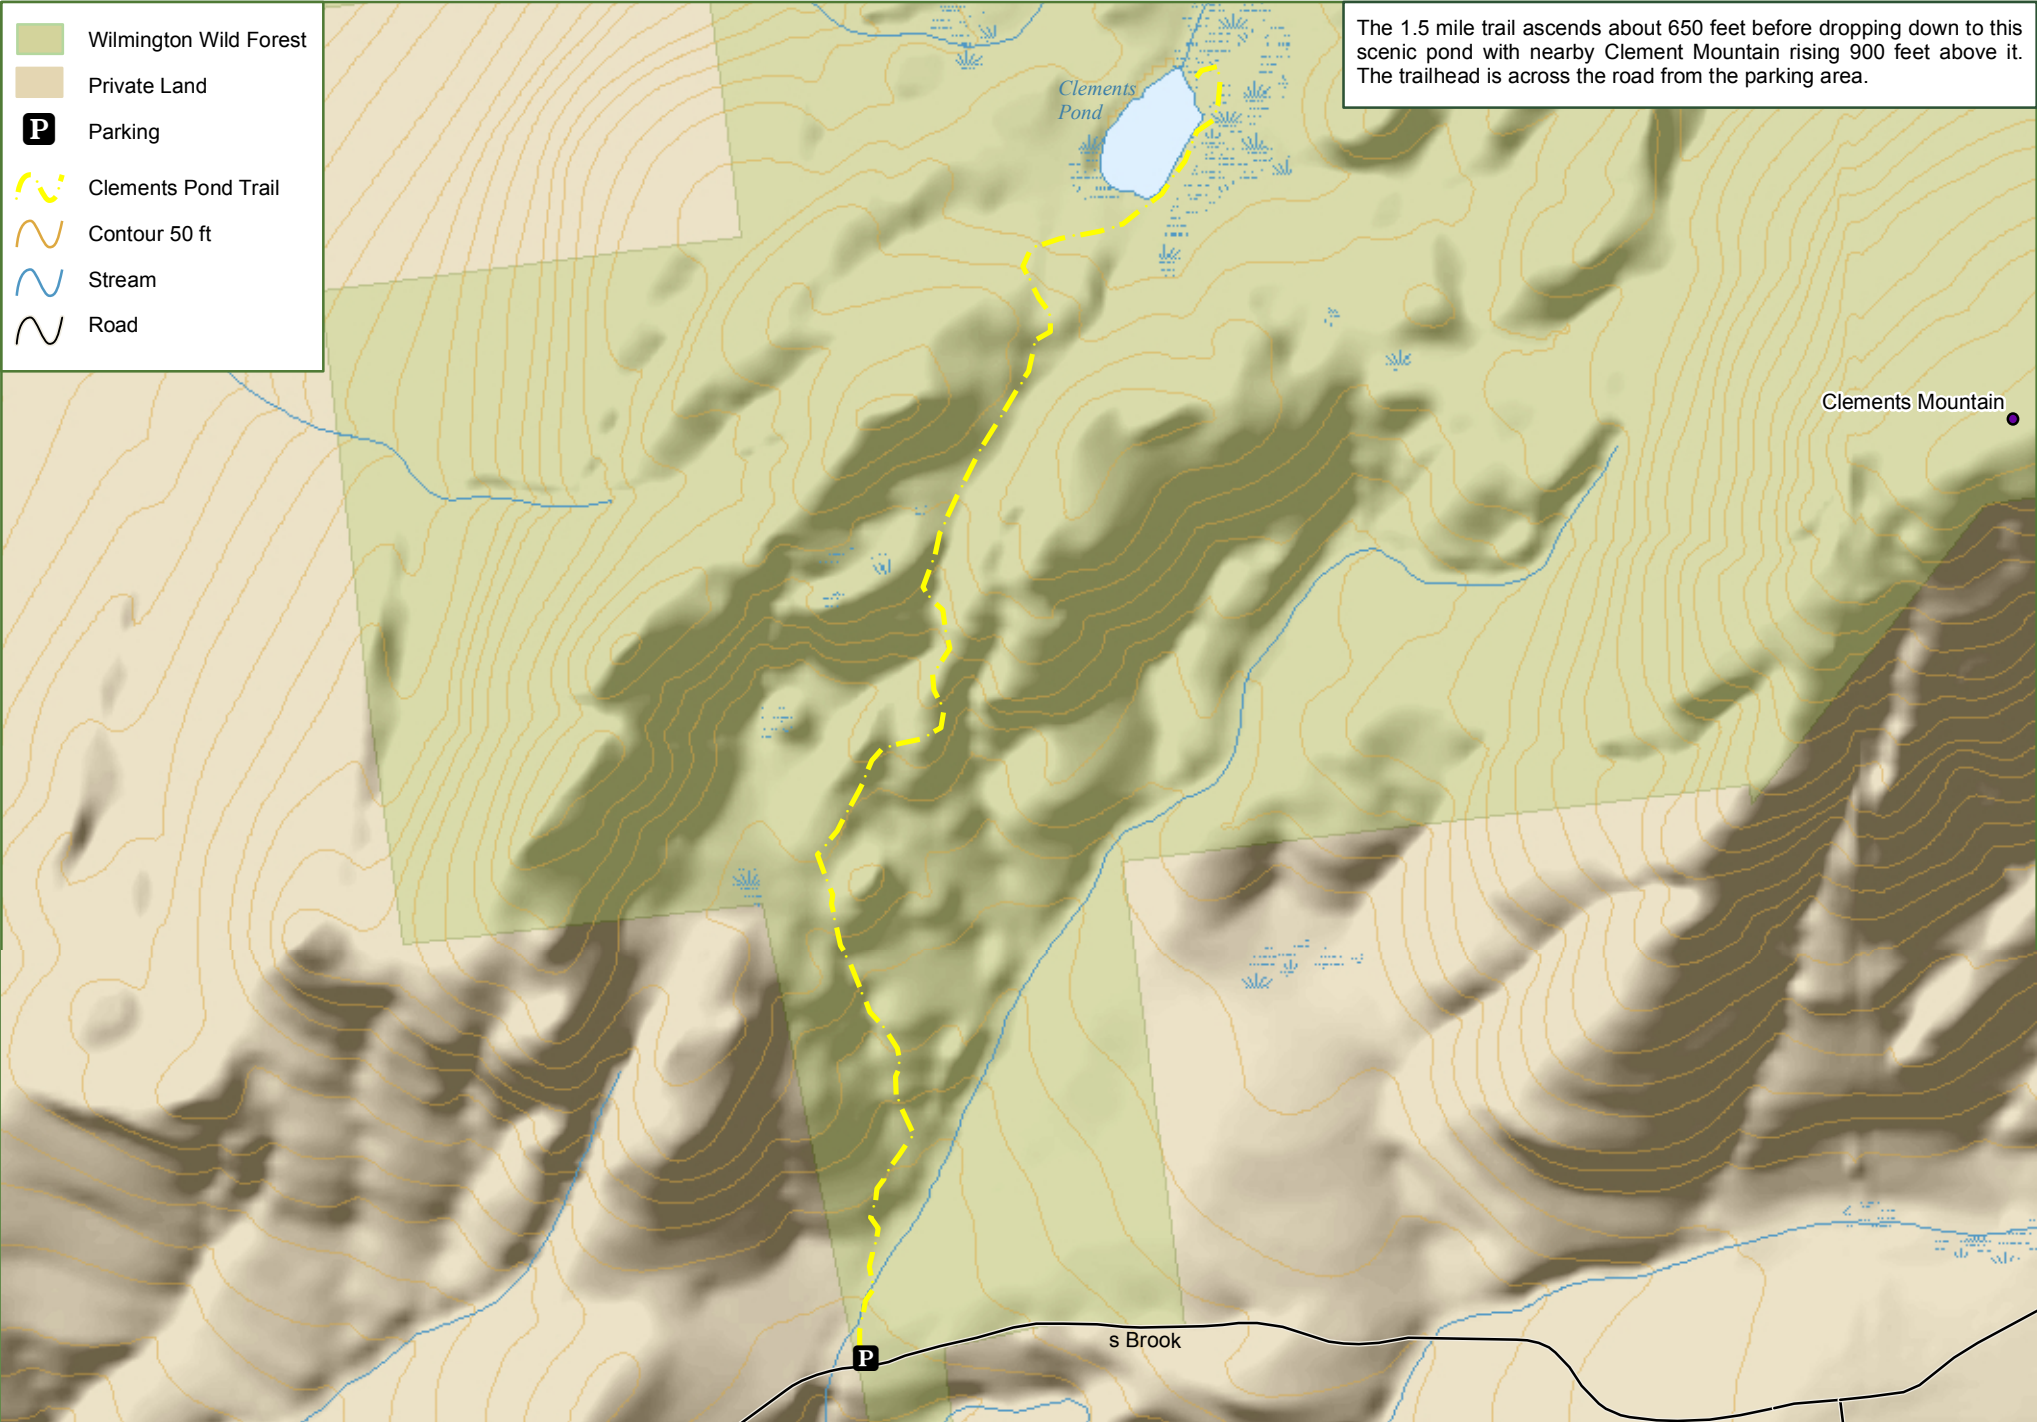 Wilmington Wild Forest
Private Land
P
Parking
Clements Pond Trail
Contour 50 ft
Stream
Road
The 1.5 mile trail ascends about 650 feet before dropping down to this
scenic pond with nearby Clement Mountain rising 900 feet above it.
The trailhead is across the road from the parking area.
Clements
Pond
Clements Mountain
s Brook
P